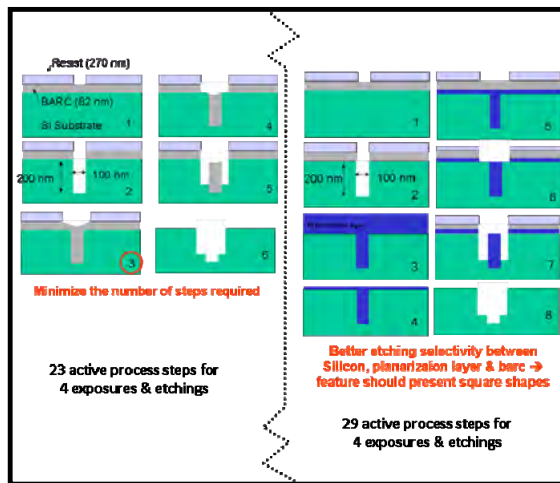 Resist (270 nm)
BARC (82 nm)
Si Substrate
1
4
200 nm
100 nm
2
5
3
6
Minimize the number of steps required
23 active process steps for
4 exposures & etchings
1
5
200 nm
100 nm
2
6
3
7
4
8
Better etching selectivity between
Silicon, planarizaion layer & barc →
feature should present square shapes
29 active process steps for
4 exposures & etchings